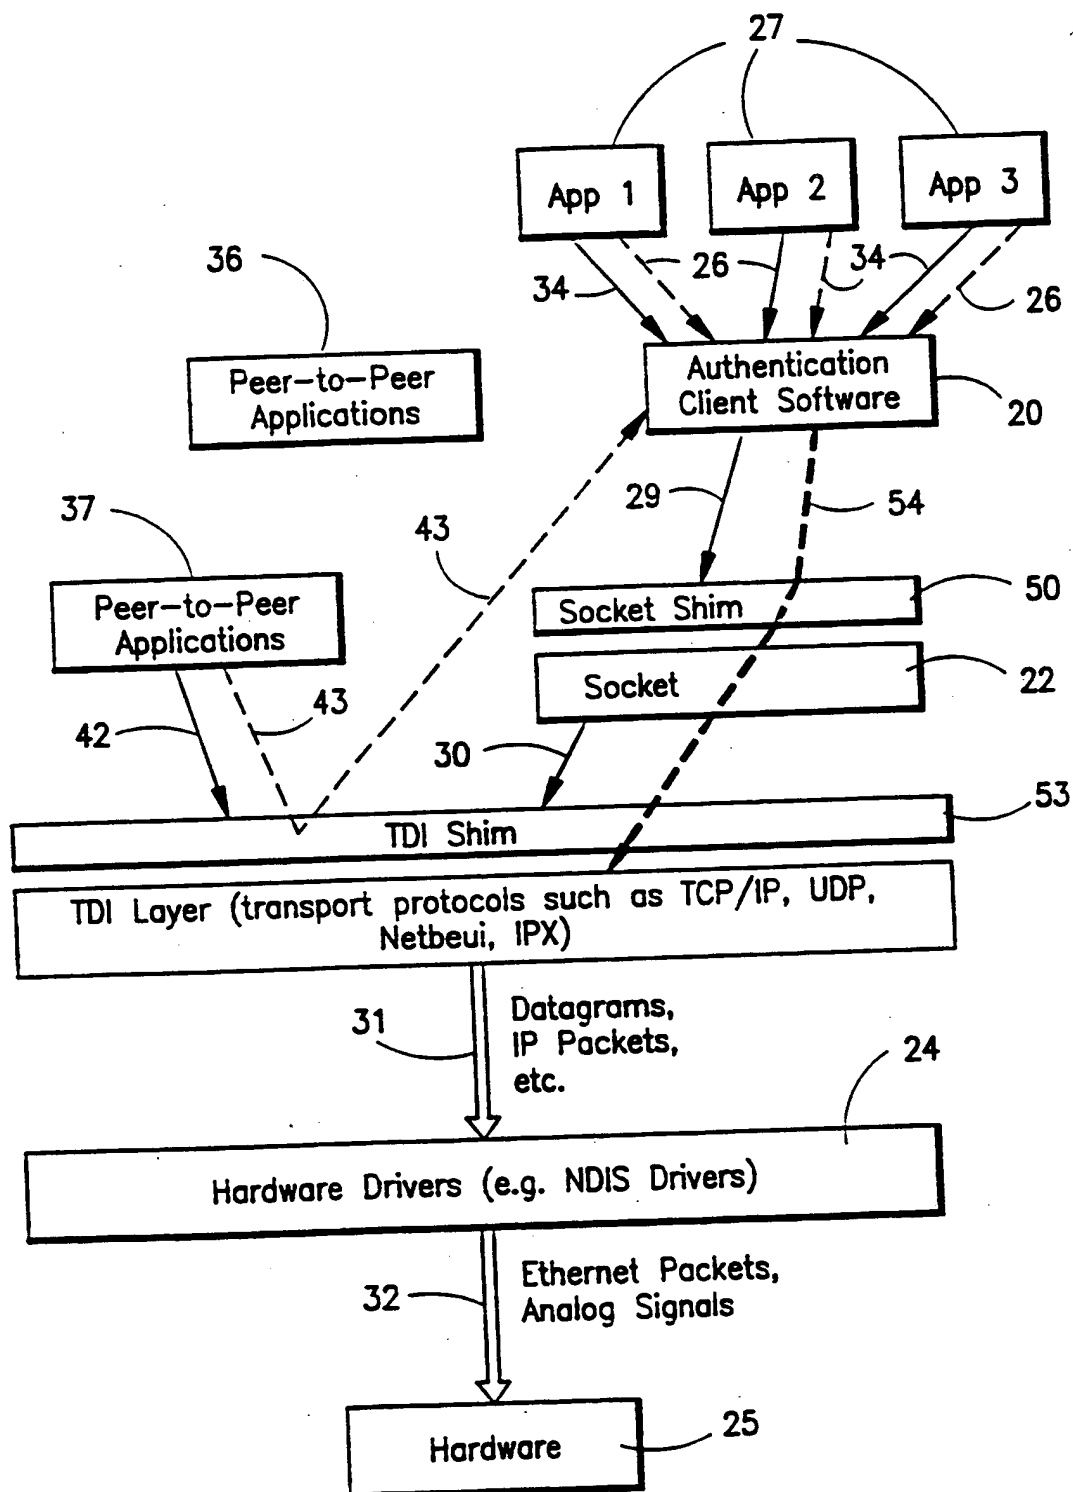 27
App 1
App 2
App 3
36
34
26
34
26
Peer-to-Peer
Applications
Authentication
Client Software
20
37
43
29
54
Peer-to-Peer
Applications
Socket Shim
50
42
43
Socket
22
30
53
TDI Shim
TDI Layer (transport protocols such as TCP/IP, UDP,
Netbeui, IPX)
31
Datagrams,
IP Packets,
etc.
24
Hardware Drivers (e.g. NDIS Drivers)
32
Ethernet Packets,
Analog Signals
Hardware
25